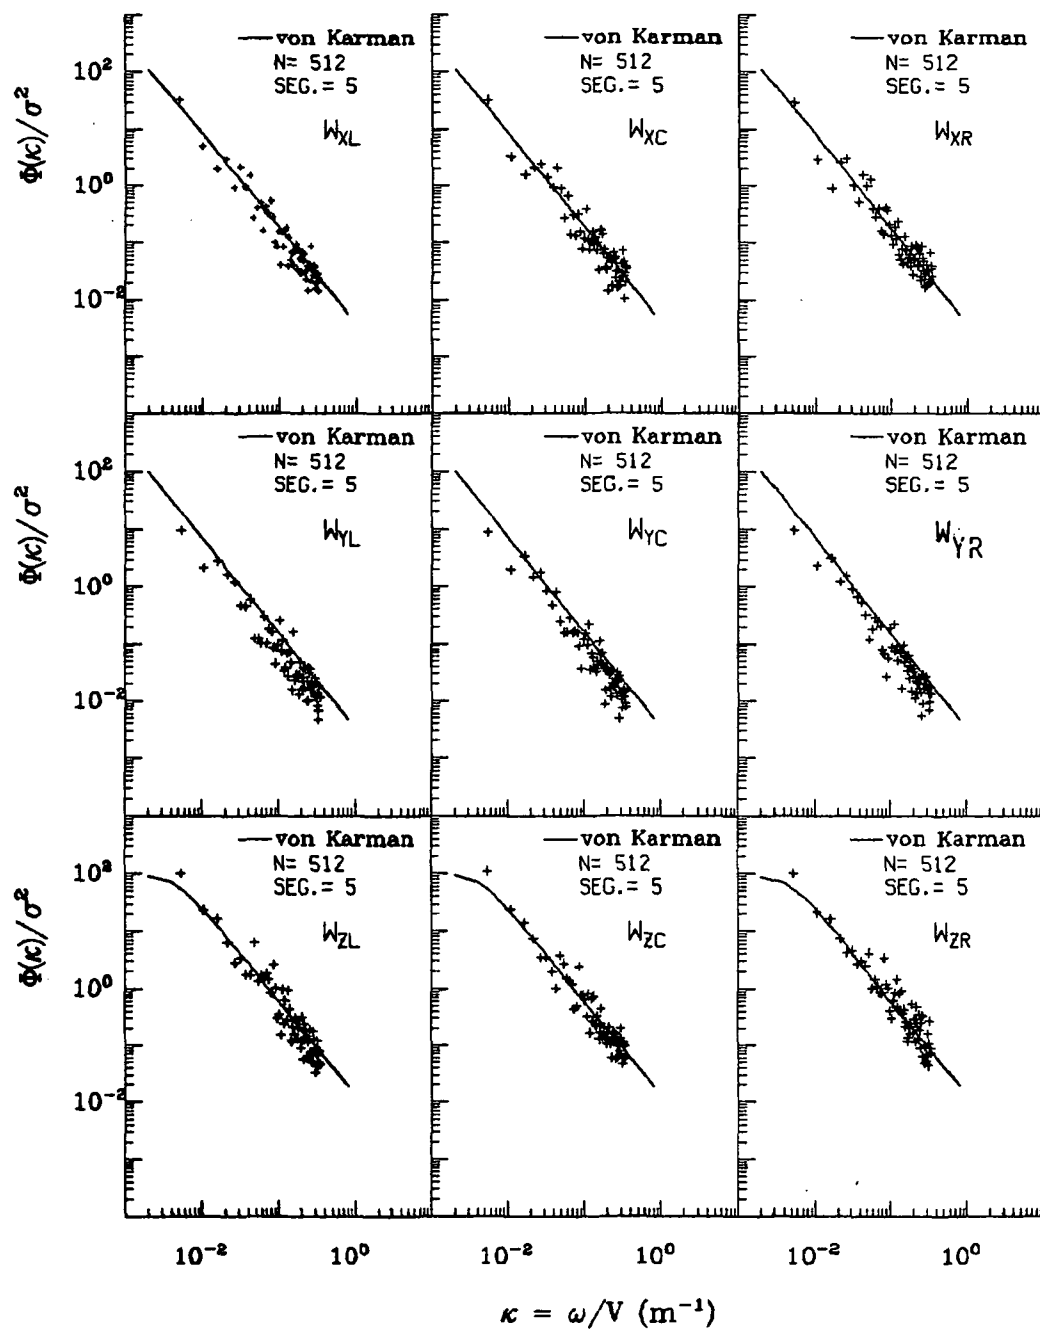 von Karman
N= 512
SEG.= 5
W_XL
von Karman
N= 512
SEG.= 5
W_XC
von Karman
N= 512
SEG.= 5
W_XR
Φ(κ)/σ²
10²
10⁰
10⁻²
von Karman
N= 512
SEG.= 5
W_YL
von Karman
N= 512
SEG.= 5
W_YC
von Karman
N= 512
SEG.= 5
W_YR
Φ(κ)/σ²
10²
10⁰
10⁻²
von Karman
N= 512
SEG.= 5
W_ZL
von Karman
N= 512
SEG.= 5
W_ZC
von Karman
N= 512
SEG.= 5
W_ZR
Φ(κ)/σ²
10²
10⁰
10⁻²
10⁻² 10⁰ 10⁻² 10⁰ 10⁻² 10⁰
κ = ω/V (m⁻¹)